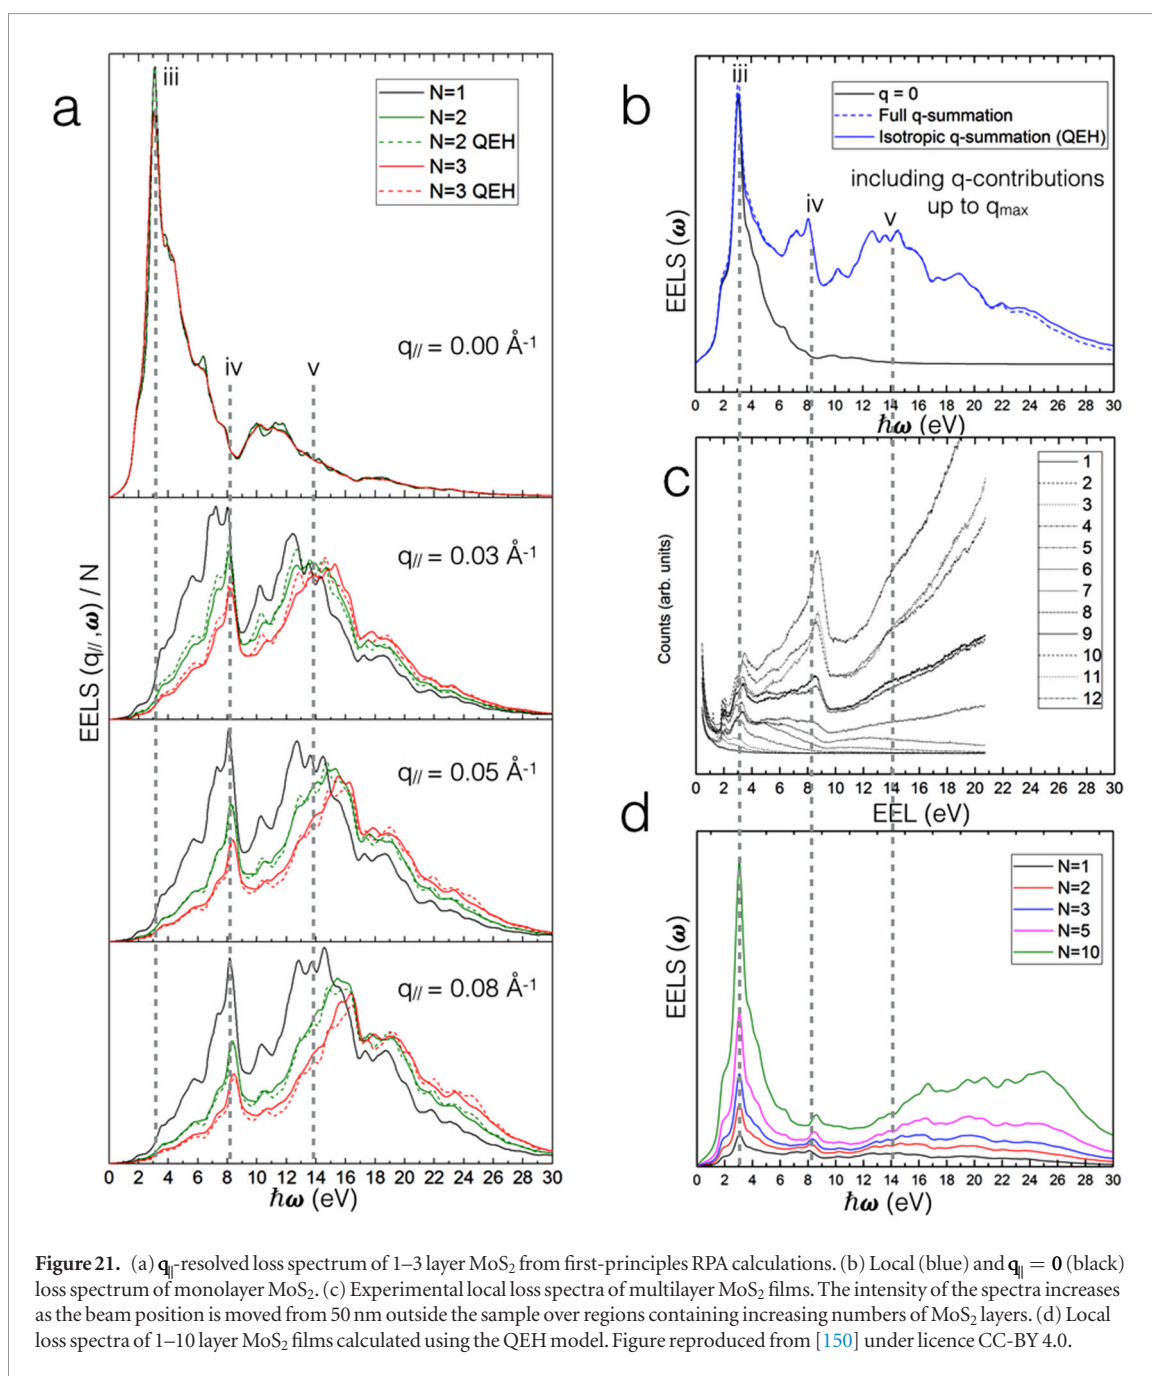 a
iii
N=1
N=2
N=2 QEH
N=3
N=3 QEH
q// = 0.00 Å-1
iv
v
q// = 0.03 Å-1
q// = 0.05 Å-1
q// = 0.08 Å-1
EELS (q//,ω) / N
0 2 4 6 8 10 12 14 16 18 20 22 24 26 28 30
ħω (eV)
b
iii
q = 0
Full q-summation
Isotropic q-summation (QEH)
including q-contributions
up to qmax
iv
v
EELS (ω)
0 2 4 6 8 10 12 14 16 18 20 22 24 26 28 30
ħω (eV)
c
1
2
3
4
5
6
7
8
9
10
11
12
Counts (arb. units)
0 2 4 6 8 10 12 14 16 18 20 22 24 26 28 30
EEL (eV)
d
N=1
N=2
N=3
N=5
N=10
EELS (ω)
0 2 4 6 8 10 12 14 16 18 20 22 24 26 28 30
ħω (eV)
Figure 21. (a) q∥-resolved loss spectrum of 1–3 layer MoS2 from first-principles RPA calculations. (b) Local (blue) and q∥ = 0 (black)
loss spectrum of monolayer MoS2. (c) Experimental local loss spectra of multilayer MoS2 films. The intensity of the spectra increases
as the beam position is moved from 50 nm outside the sample over regions containing increasing numbers of MoS2 layers. (d) Local
loss spectra of 1–10 layer MoS2 films calculated using the QEH model. Figure reproduced from [150] under licence CC-BY 4.0.